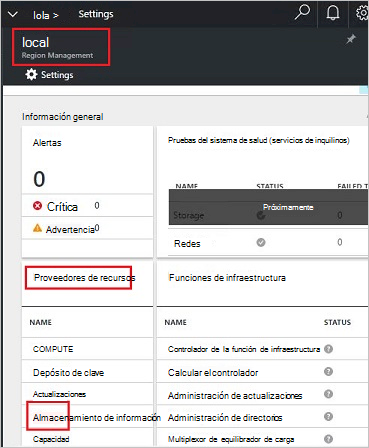 lola > Settings
local
Region Management
Settings
Información general
Alertas
0
Crítica 0
Advertencia 0
Pruebas del sistema de salud (servicios de inquilinos)
NAME STATUS FAILED T
Próximamente
Storage 0
Redes 0
Proveedores de recursos
Funciones de infraestructura
NAME
NAME STATUS
COMPUTE
Controlador de la función de infraestructura
Depósito de clave
Calcular el controlador
Actualizaciones
Administración de actualizaciones
Almacenamiento de información
Administración de directorios
Capacidad
Multiplexor de equilibrador de carga